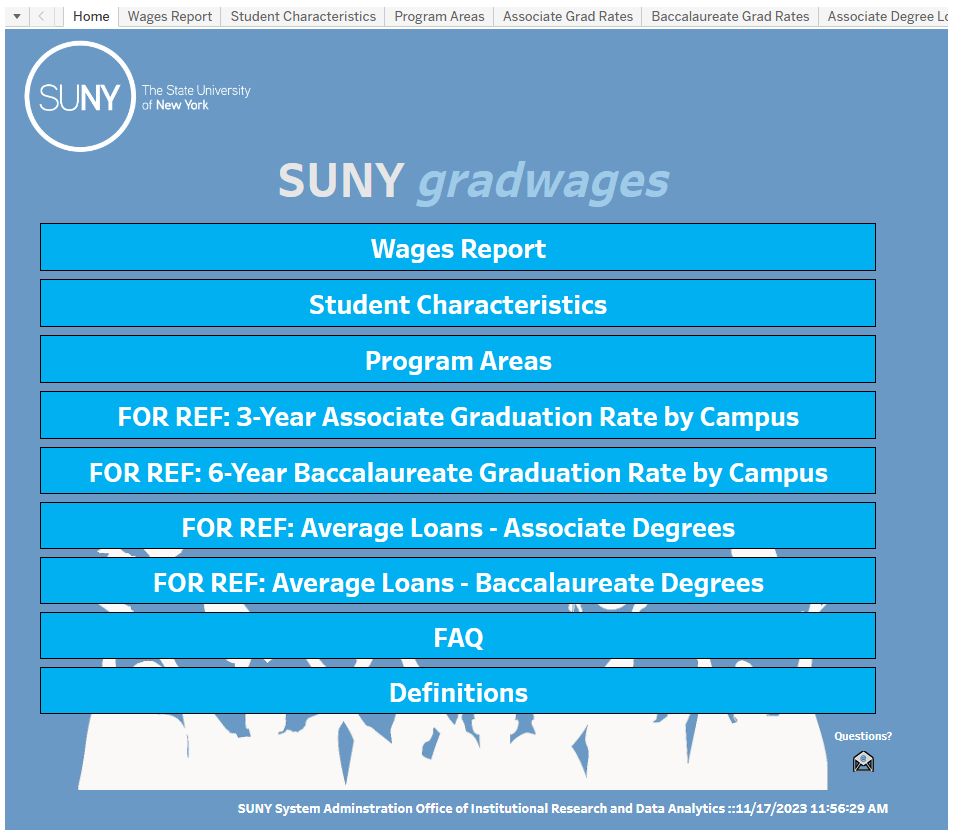 Home Wages Report Student Characteristics Program Areas Associate Grad Rates Baccalaureate Grad Rates Associate Degree Lo
SUNY
The State University
of New York
SUNY gradwages
Wages Report
Student Characteristics
Program Areas
FOR REF: 3-Year Associate Graduation Rate by Campus
FOR REF: 6-Year Baccalaureate Graduation Rate by Campus
FOR REF: Average Loans - Associate Degrees
FOR REF: Average Loans - Baccalaureate Degrees
FAQ
Definitions
Questions?
SUNY System Adminstration Office of Institutional Research and Data Analytics ::11/17/2023 11:56:29 AM